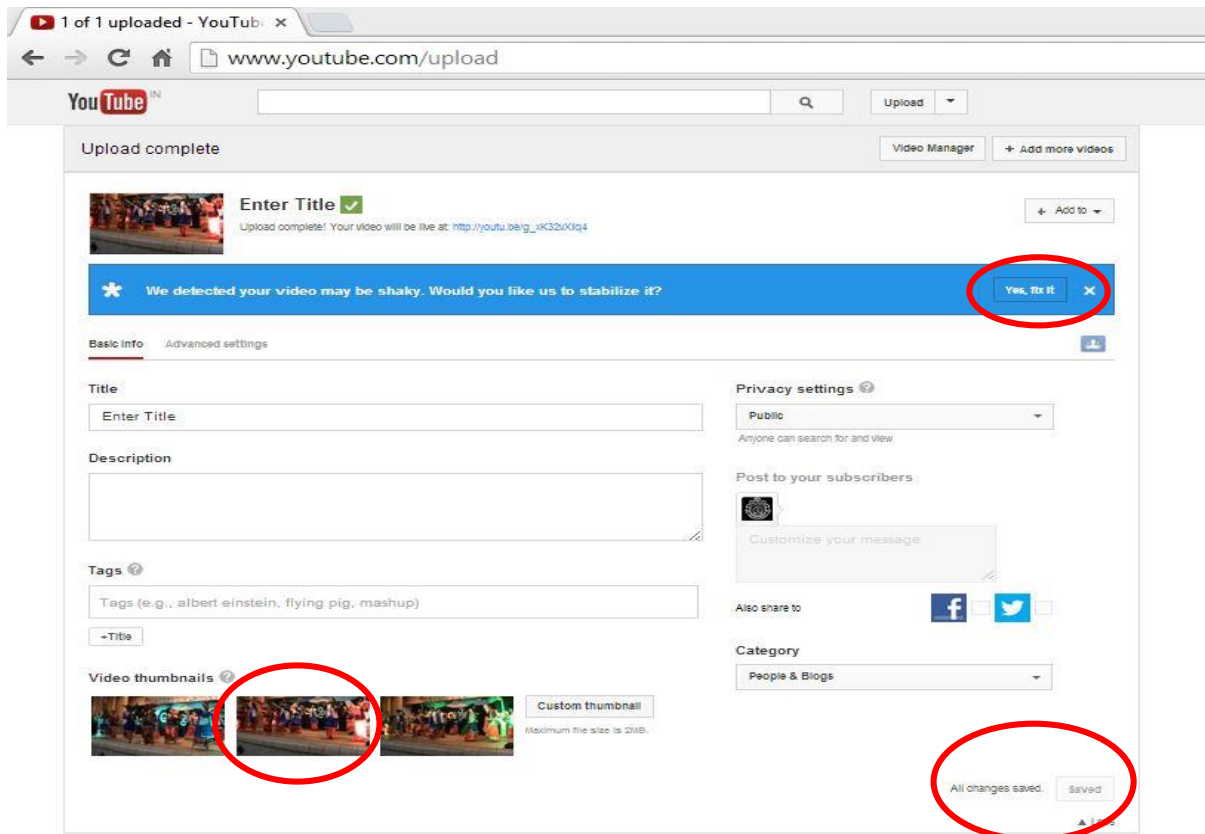 1 of 1 uploaded - YouTub
www.youtube.com/upload
YouTube IN
Upload
Upload complete
Video Manager
+ Add more videos
Enter Title
+ Add to
Upload complete! Your video will be live at:
We detected your video may be shaky. Would you like us to stabilize it?
Yes, fix it
Basic info
Advanced settings
Title
Enter Title
Description
Tags
Tags (e.g., albert einstein, flying pig, mashup)
+Title
Video thumbnails
Custom thumbnail
Maximum file size is 2MB.
Privacy settings
Public
Anyone can search for and view
Post to your subscribers
Customize your message
Also share to
Category
People & Blogs
All changes saved.
Saved